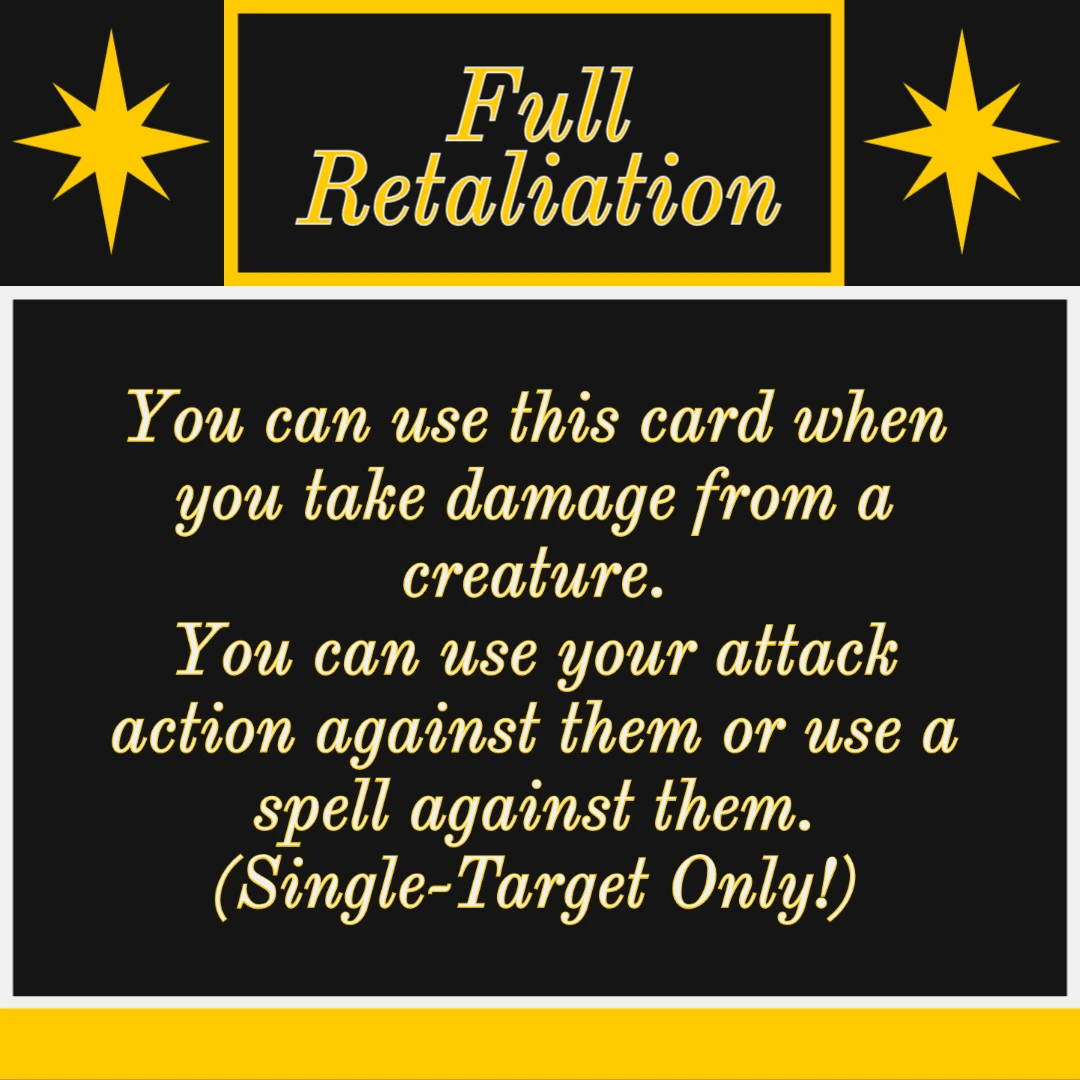 Full
Retaliation
You can use this card when
you take damage from a
creature.
You can use your attack
action against them or use a
spell against them.
(Single-Target Only!)